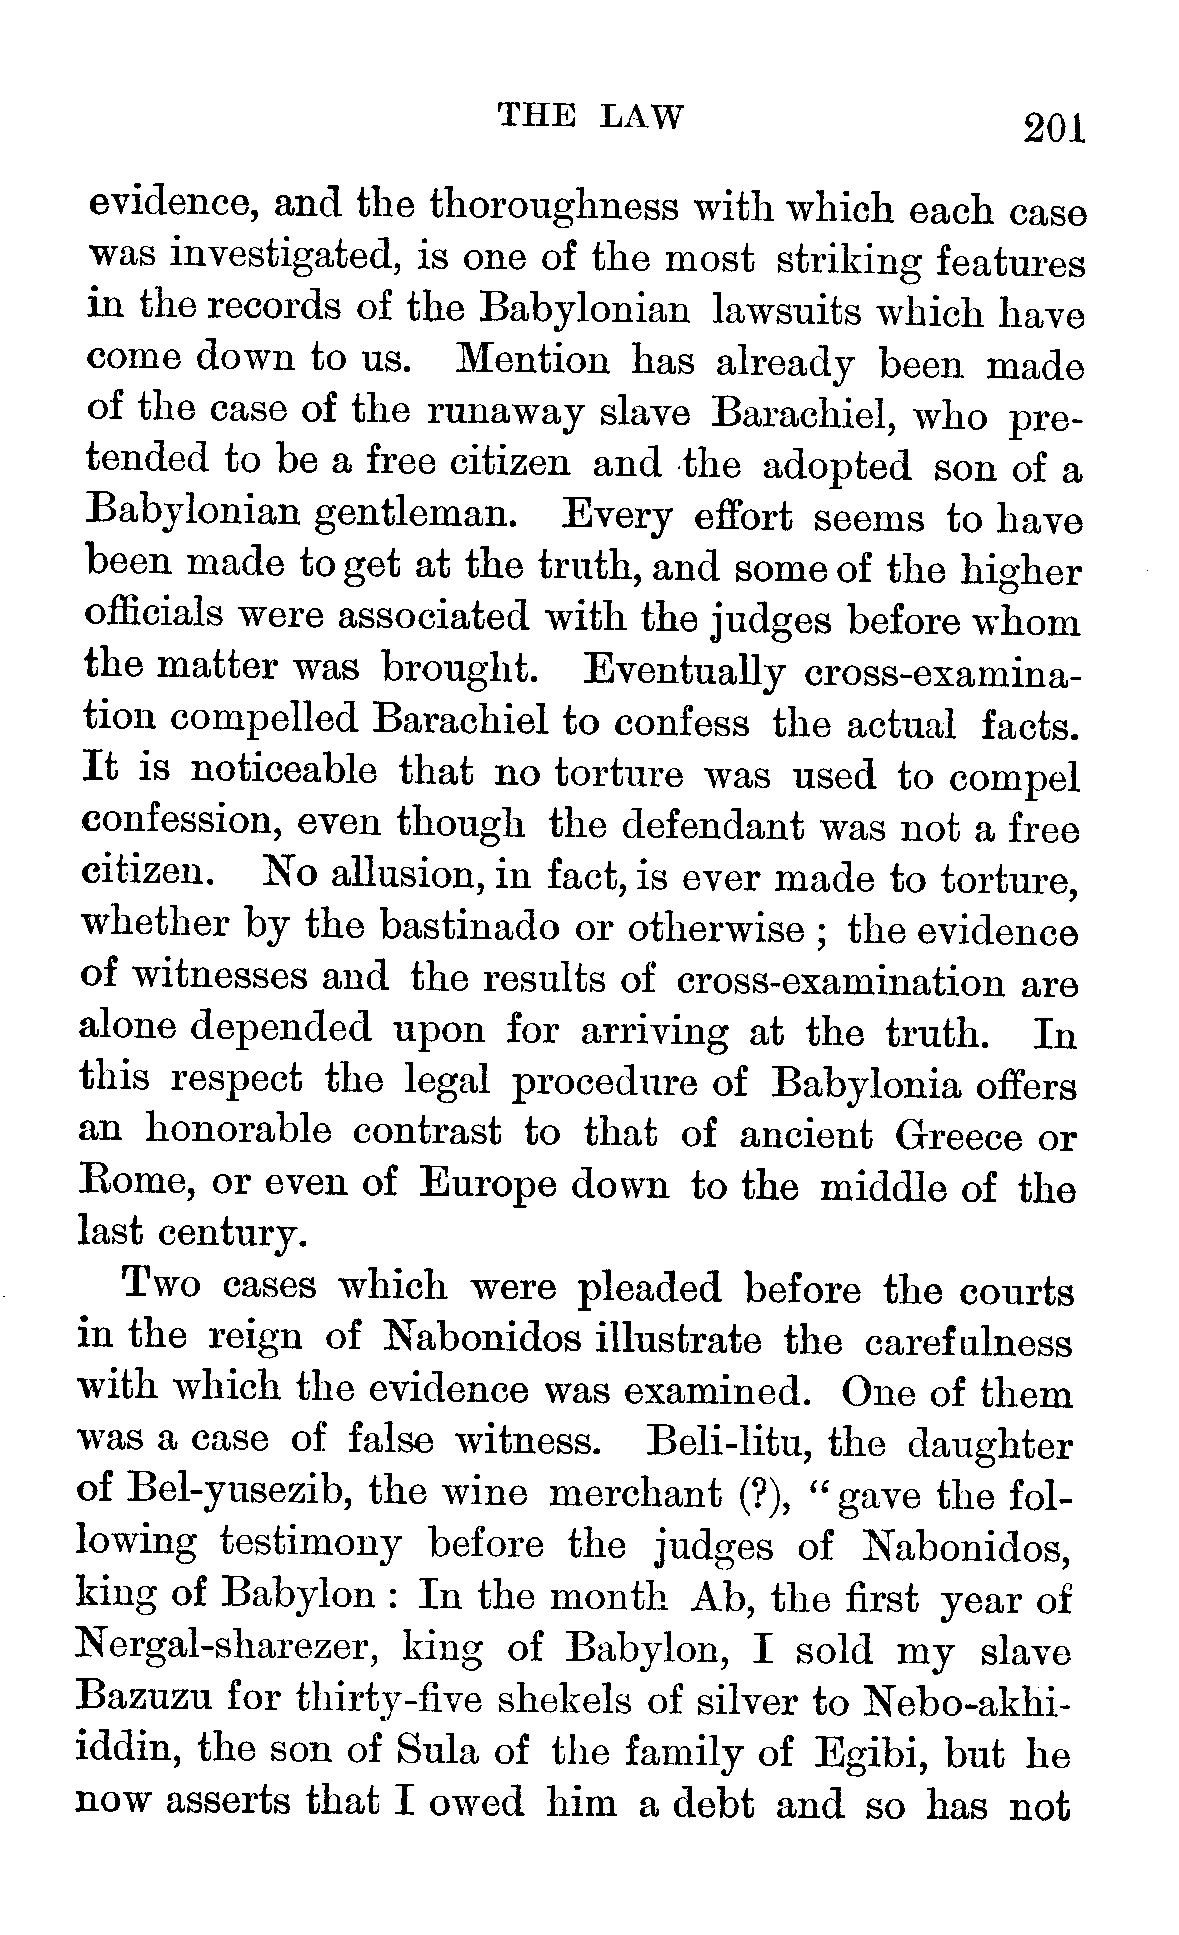 THE LAW 201
evidence, and the thoroughness with which each case
was investigated, is one of the most striking features
in the records of the Babylonian lawsuits which have
come down to us. Mention has already been made
of the case of the runaway slave Barachiel, who pre-
tended to be a free citizen and the adopted son of a
Babylonian gentleman. Every effort seems to have
been made to get at the truth, and some of the higher
officials were associated with the judges before whom
the matter was brought. Eventually cross-examina-
tion compelled Barachiel to confess the actual facts.
It is noticeable that no torture was used to compel
confession, even though the defendant was not a free
citizen. No allusion, in fact, is ever made to torture,
whether by the bastinado or otherwise ; the evidence
of witnesses and the results of cross-examination are
alone depended upon for arriving at the truth. In
this respect the legal procedure of Babylonia offers
an honorable contrast to that of ancient Greece or
Rome, or even of Europe down to the middle of the
last century.
Two cases which were pleaded before the courts
in the reign of Nabonidos illustrate the carefulness
with which the evidence was examined. One of them
was a case of false witness. Beli-litu, the daughter
of Bel-yusezib, the wine merchant (?), “ gave the fol-
lowing testimony before the judges of Nabonidos,
king of Babylon : In the month Ab, the first year of
Nergal-sharezer, king of Babylon, I sold my slave
Bazuzu for thirty-five shekels of silver to Nebo-akhi-
iddin, the son of Sula of the family of Egibi, but he
now asserts that I owed him a debt and so has not